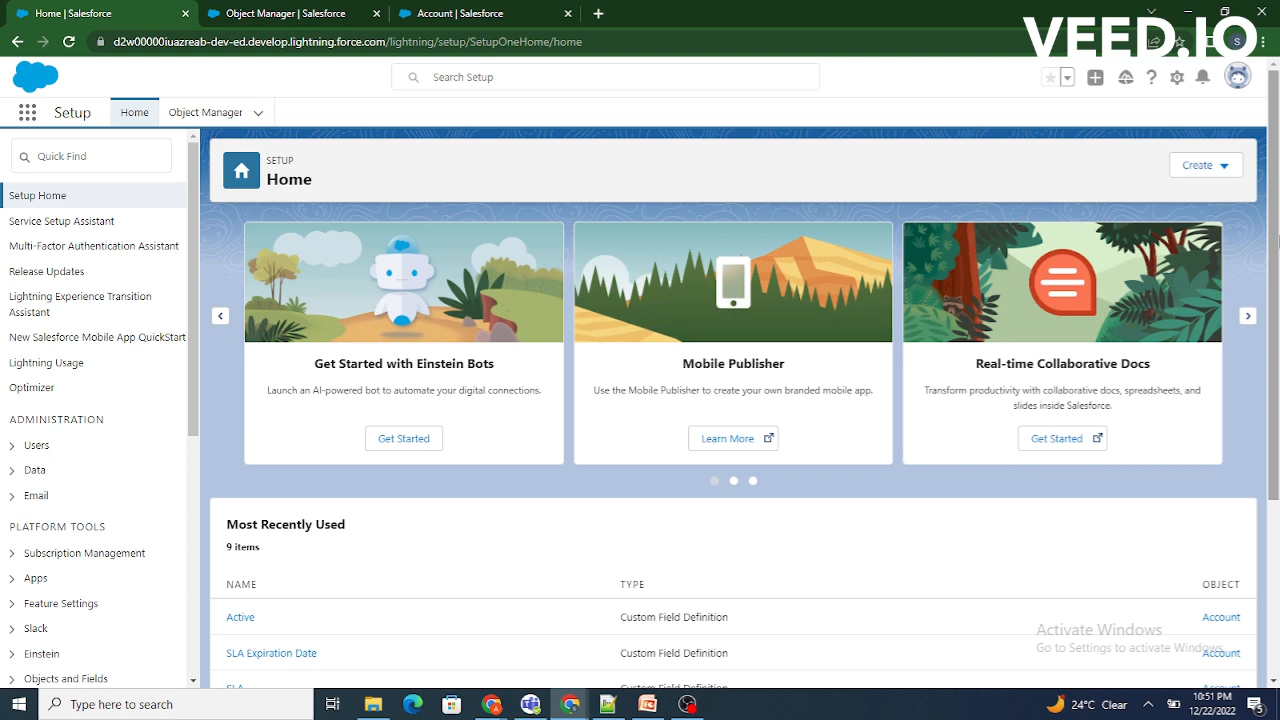 Home | Salesforce
Object Manager | Salesforce
Account | Salesforce
d2w00000iuazreab-dev-ed.develop.lightning.force.com/lightning/setup/SetupOneHome/home
S
VEED.IO
Search Setup
Setup
Home
Object Manager
Quick Find
Setup Home
Service Setup Assistant
Multi-Factor Authentication Assistant
Release Updates
Lightning Experience Transition
Assistant
New Salesforce Mobile App QuickStart
Lightning Usage
Optimizer
ADMINISTRATION
Users
Data
Email
PLATFORM TOOLS
Subscription Management
Apps
Feature Settings
Slack
Einstein
Objects and Fields
SETUP
Home
Create
Get Started with Einstein Bots
Launch an AI-powered bot to automate your digital connections.
Get Started
Mobile Publisher
Use the Mobile Publisher to create your own branded mobile app.
Learn More
Real-time Collaborative Docs
Transform productivity with collaborative docs, spreadsheets, and
slides inside Salesforce.
Get Started
Most Recently Used
9 items
NAME TYPE OBJECT
Active Custom Field Definition Account
SLA Expiration Date Custom Field Definition Account
SLA
Activate Windows
Go to Settings to activate Windows.
Type here to search
24°C Clear
10:51 PM
12/22/2022
5